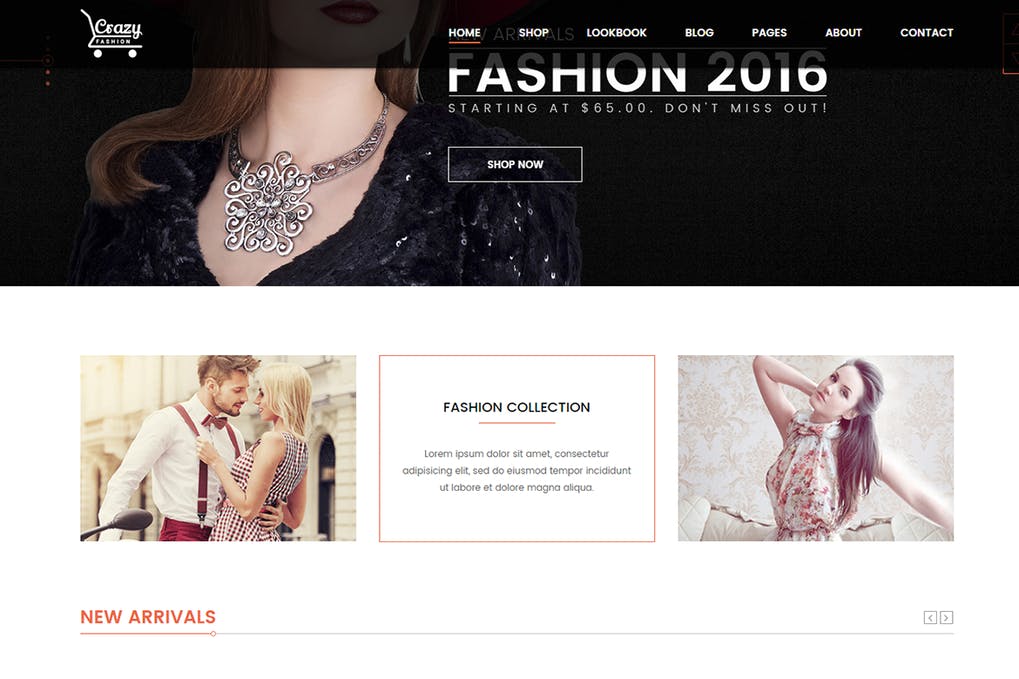 Crazy
FASHION
HOME SHOP LOOKBOOK BLOG PAGES ABOUT CONTACT
NEW ARRIVALS
FASHION 2016
STARTING AT $65.00. DON'T MISS OUT!
SHOP NOW
FASHION COLLECTION
Lorem ipsum dolor sit amet, consectetur
adipisicing elit, sed do eiusmod tempor incididunt
ut labore et dolore magna aliqua.
NEW ARRIVALS